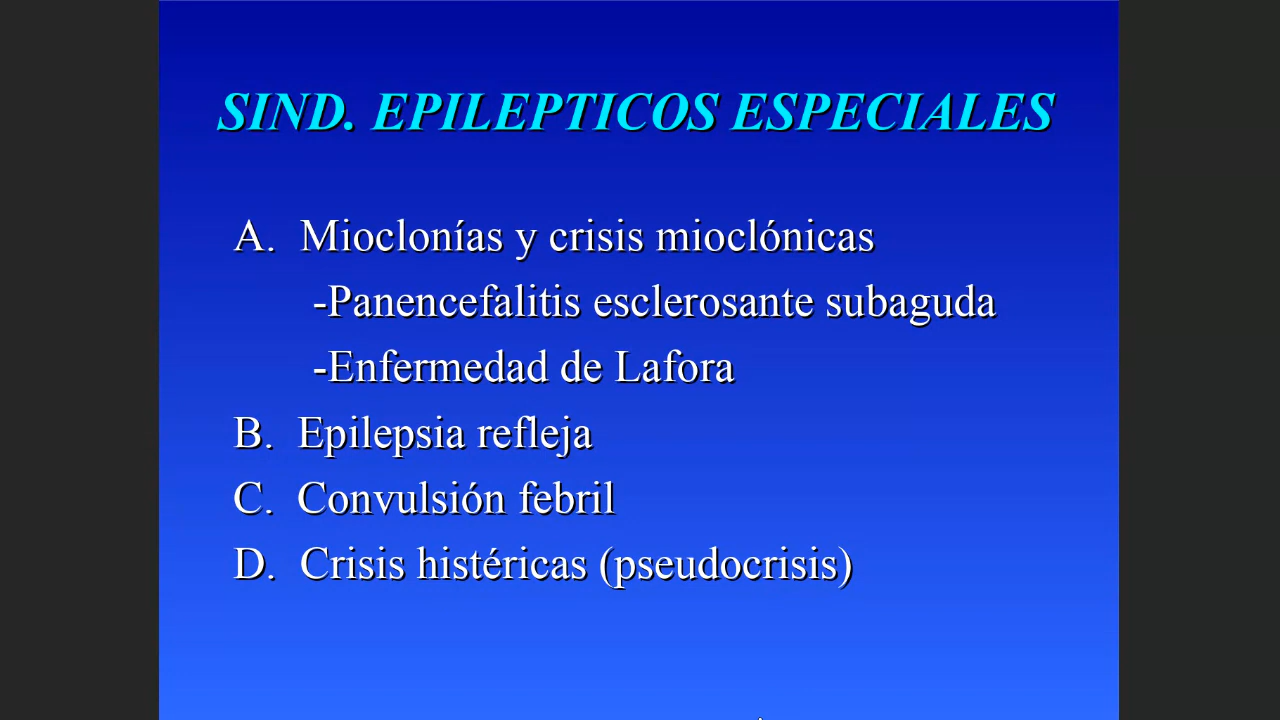 SIND. EPILEPTICOS ESPECIALES
A. Mioclonías y crisis mioclónicas
-Panencefalitis esclerosante subaguda
-Enfermedad de Lafora
B. Epilepsia refleja
C. Convulsión febril
D. Crisis histéricas (pseudocrisis)